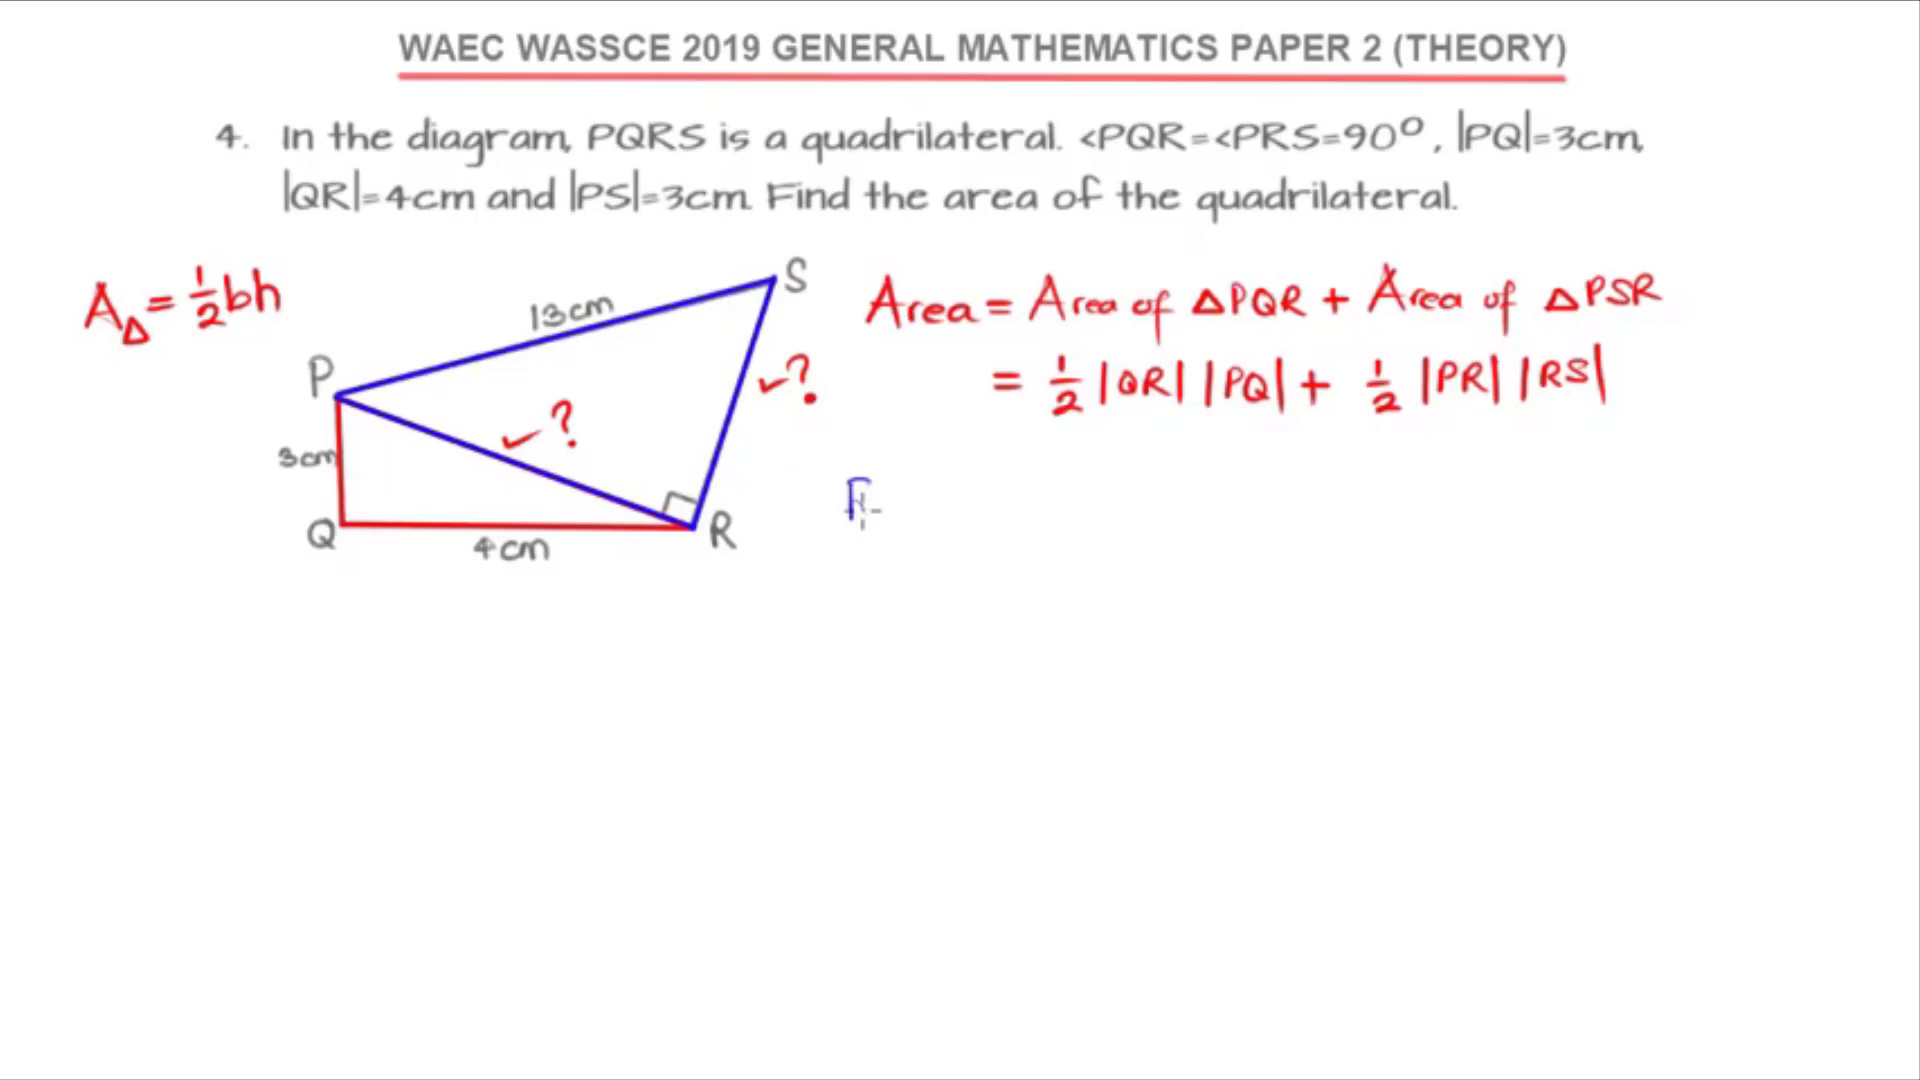 WAEC WASSCE 2019 GENERAL MATHEMATICS PAPER 2 (THEORY)
4. In the diagram, PQRS is a quadrilateral. <PQR=<PRS=90⁰, |PQ|=3cm,
|QR|=4cm and |PS|=3cm. Find the area of the quadrilateral.
A△ = ½bh
S
13cm
Area = Area of △PQR + Area of △PSR
P
?
= ½ |QR| |PQ| + ½ |PR| |RS|
?
3cm
F
Q
R
4cm